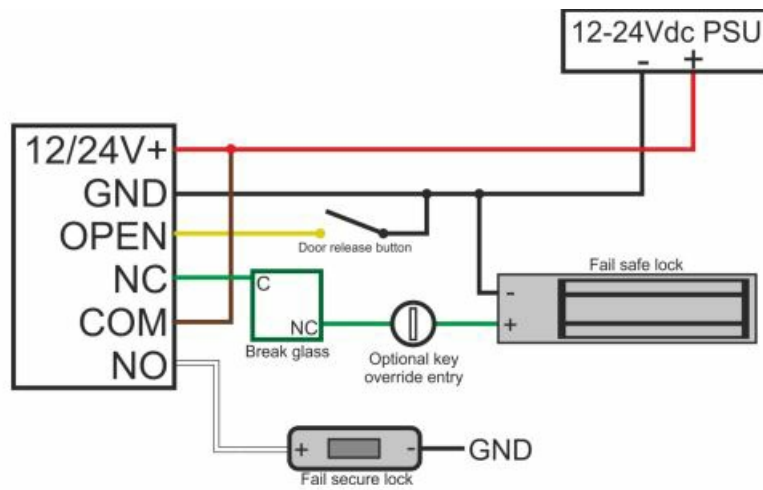 12-24Vdc PSU
- +
12/24V+
GND
OPEN
Door release button
NC
C
NC
Break glass
COM
NO
Optional key
override entry
Fail safe lock
-
+
+ -
GND
Fail secure lock